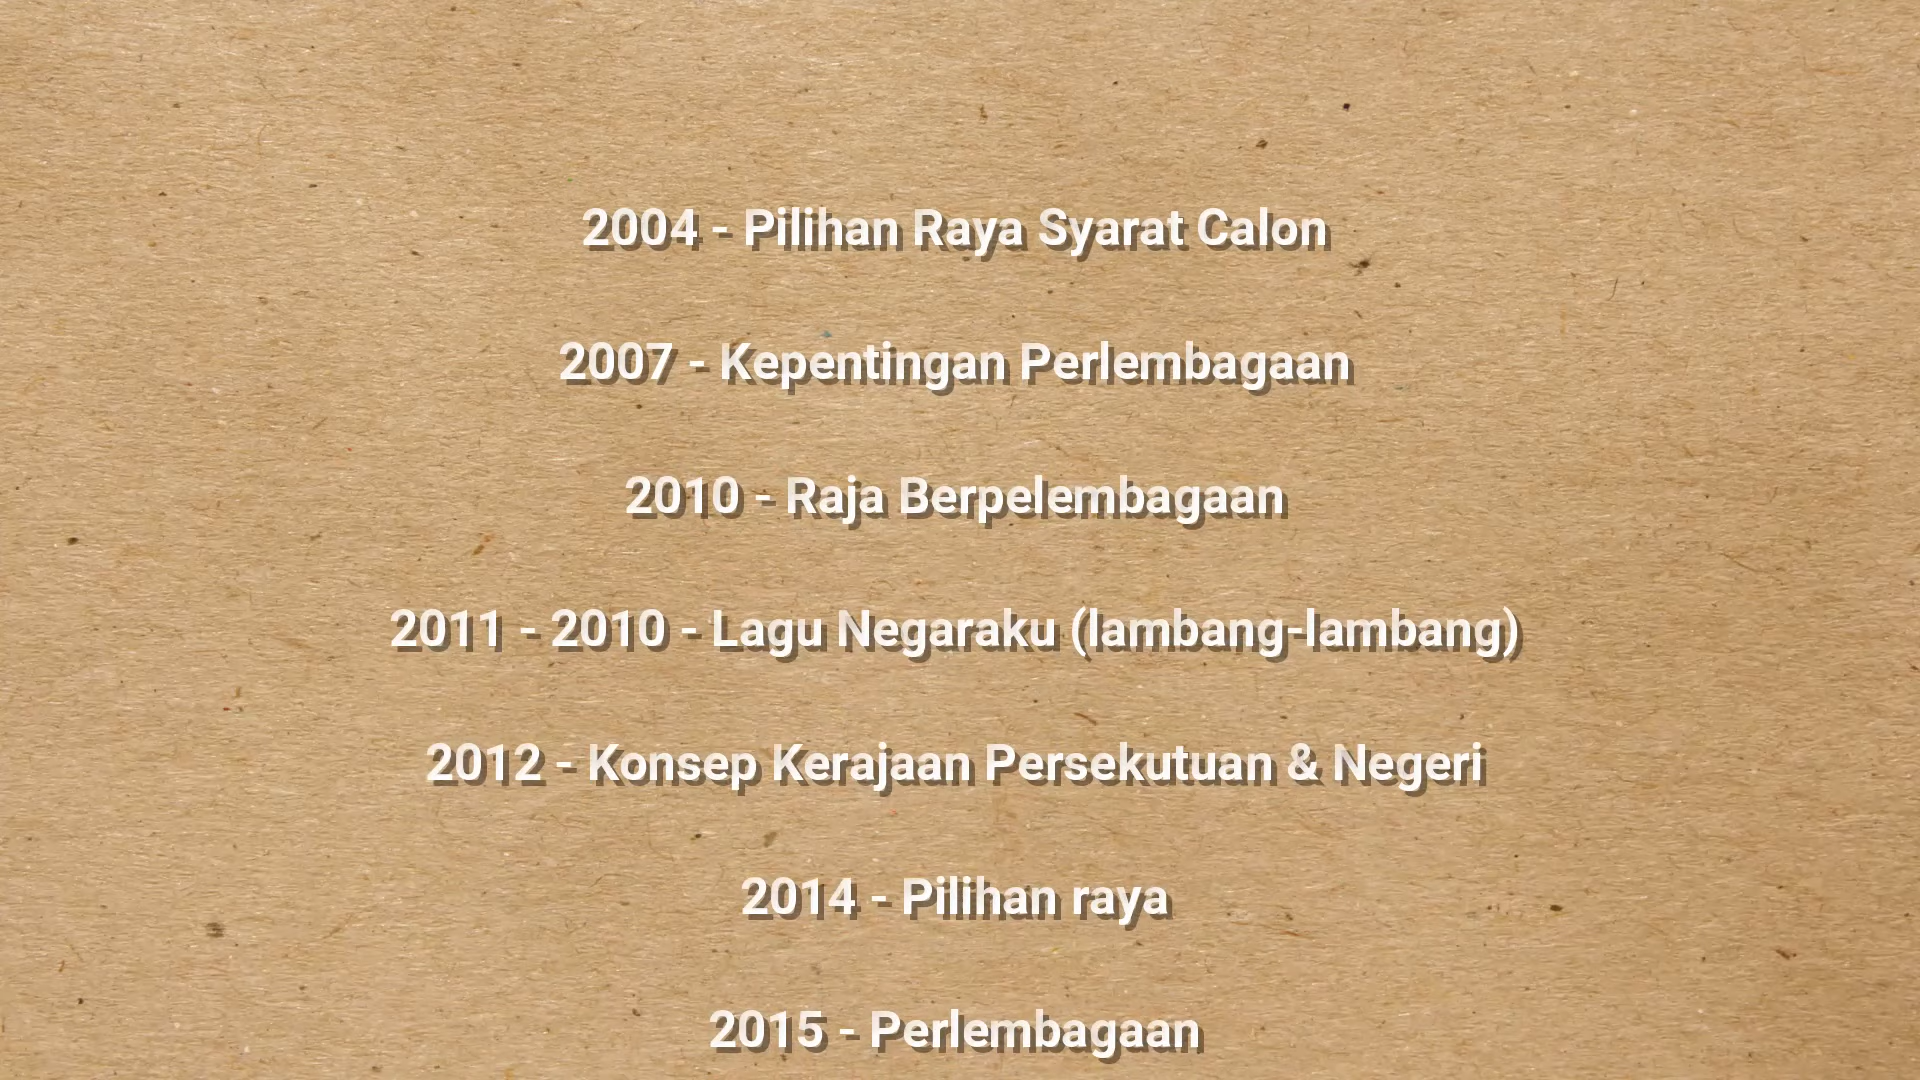 2004 - Pilihan Raya Syarat Calon
2007 - Kepentingan Perlembagaan
2010 - Raja Berpelembagaan
2011 - 2010 - Lagu Negaraku (lambang-lambang)
2012 - Konsep Kerajaan Persekutuan & Negeri
2014 - Pilihan raya
2015 - Perlembagaan